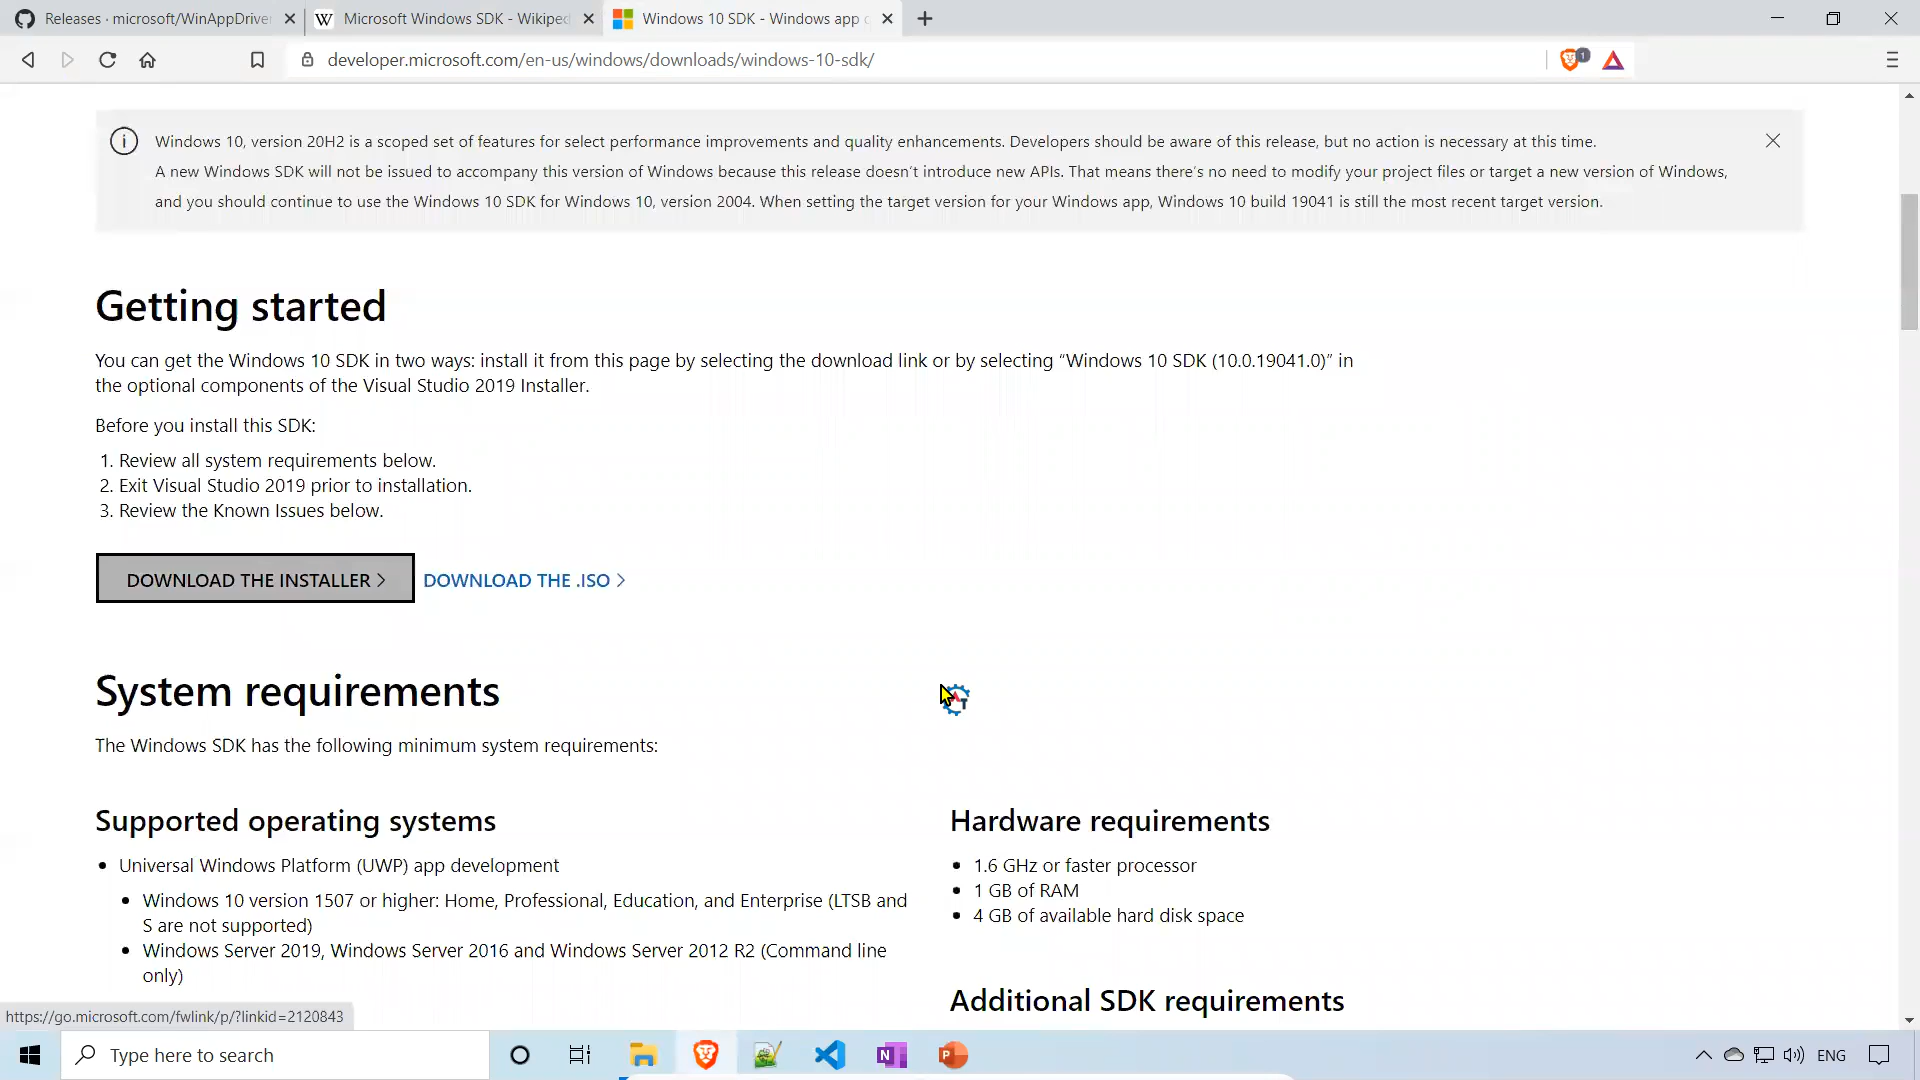 Releases · microsoft/WinAppDriver
Microsoft Windows SDK - Wikiped
Windows 10 SDK - Windows app d
developer.microsoft.com/en-us/windows/downloads/windows-10-sdk/
1
Windows 10, version 20H2 is a scoped set of features for select performance improvements and quality enhancements. Developers should be aware of this release, but no action is necessary at this time.
A new Windows SDK will not be issued to accompany this version of Windows because this release doesn't introduce new APIs. That means there's no need to modify your project files or target a new version of Windows,
and you should continue to use the Windows 10 SDK for Windows 10, version 2004. When setting the target version for your Windows app, Windows 10 build 19041 is still the most recent target version.
Getting started
You can get the Windows 10 SDK in two ways: install it from this page by selecting the download link or by selecting “Windows 10 SDK (10.0.19041.0)” in
the optional components of the Visual Studio 2019 Installer.
Before you install this SDK:
1. Review all system requirements below.
2. Exit Visual Studio 2019 prior to installation.
3. Review the Known Issues below.
DOWNLOAD THE INSTALLER >
DOWNLOAD THE .ISO >
System requirements
The Windows SDK has the following minimum system requirements:
Supported operating systems
• Universal Windows Platform (UWP) app development
• Windows 10 version 1507 or higher: Home, Professional, Education, and Enterprise (LTSB and
S are not supported)
• Windows Server 2019, Windows Server 2016 and Windows Server 2012 R2 (Command line
only)
Hardware requirements
• 1.6 GHz or faster processor
• 1 GB of RAM
• 4 GB of available hard disk space
Additional SDK requirements
https://go.microsoft.com/fwlink/p/?linkid=2120843
Type here to search
ENG